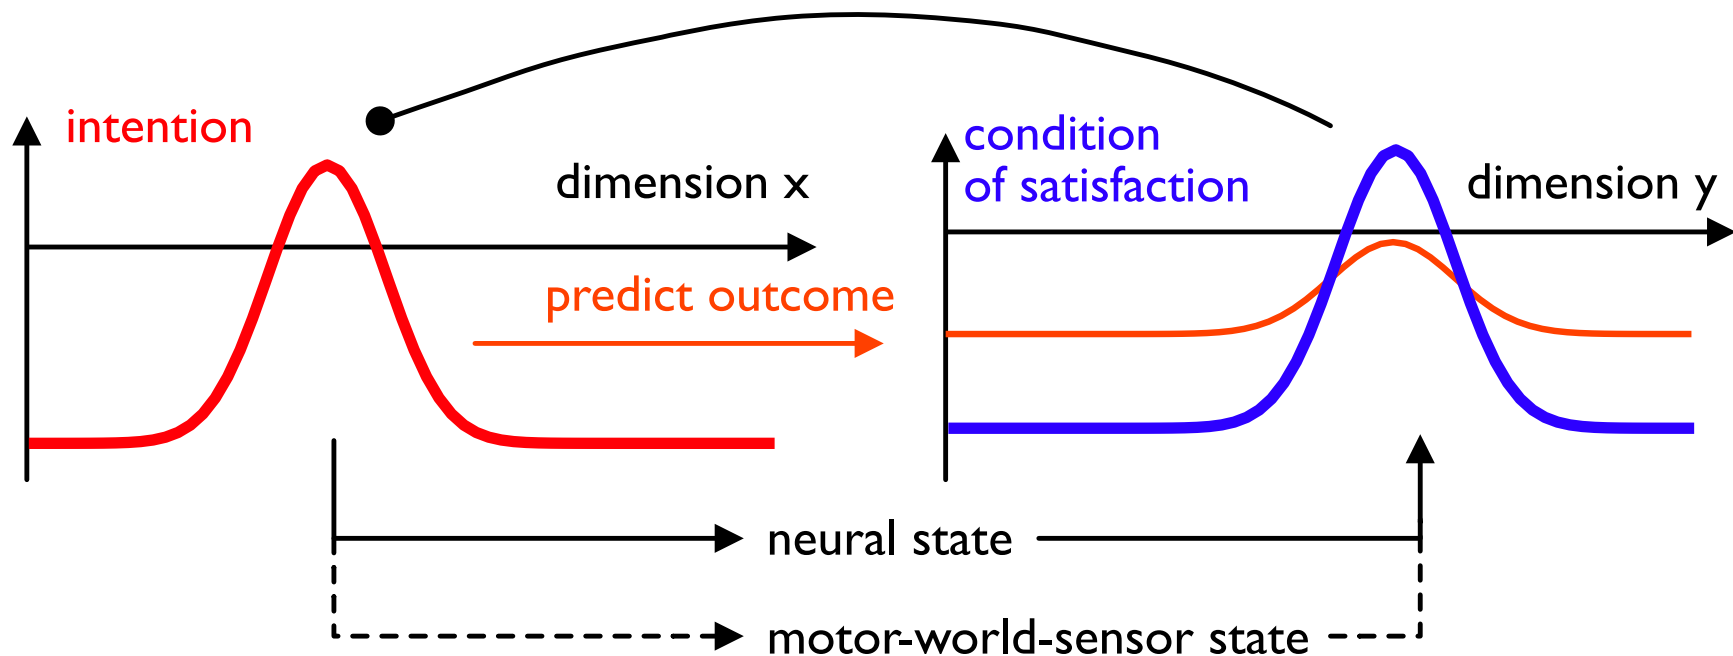 intention
dimension x
condition
of satisfaction
dimension y
predict outcome
neural state
motor-world-sensor state